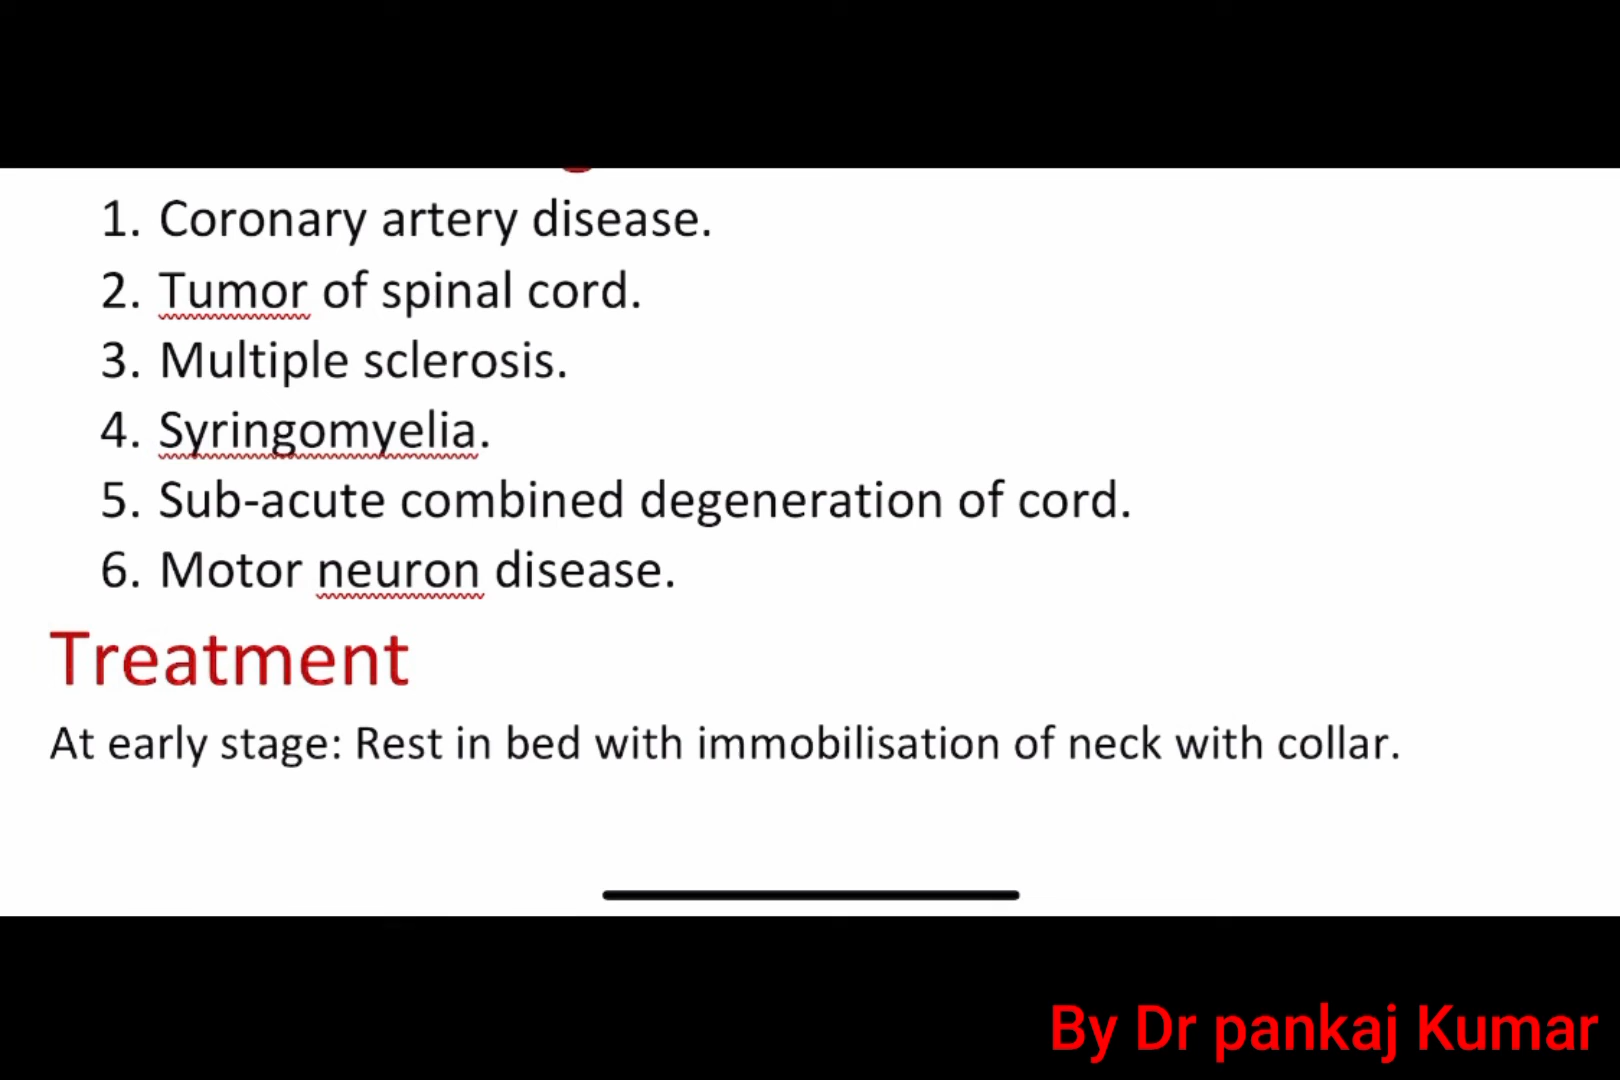 1. Coronary artery disease.
2. Tumor of spinal cord.
3. Multiple sclerosis.
4. Syringomyelia.
5. Sub-acute combined degeneration of cord.
6. Motor neuron disease.
Treatment
At early stage: Rest in bed with immobilisation of neck with collar.
By Dr pankaj Kumar